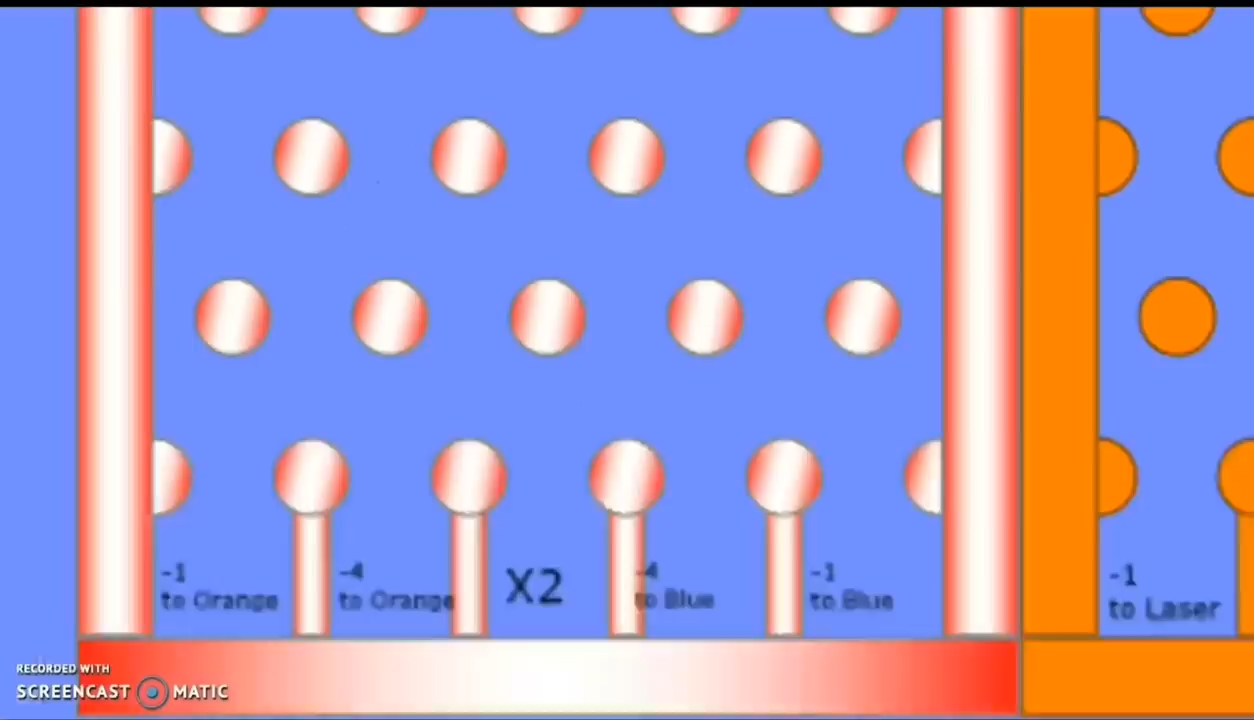 -1
to Orange
-4
to Orange
X2
-4
to Blue
-1
to Blue
-1
to Laser
RECORDED WITH
SCREENCAST MATIC